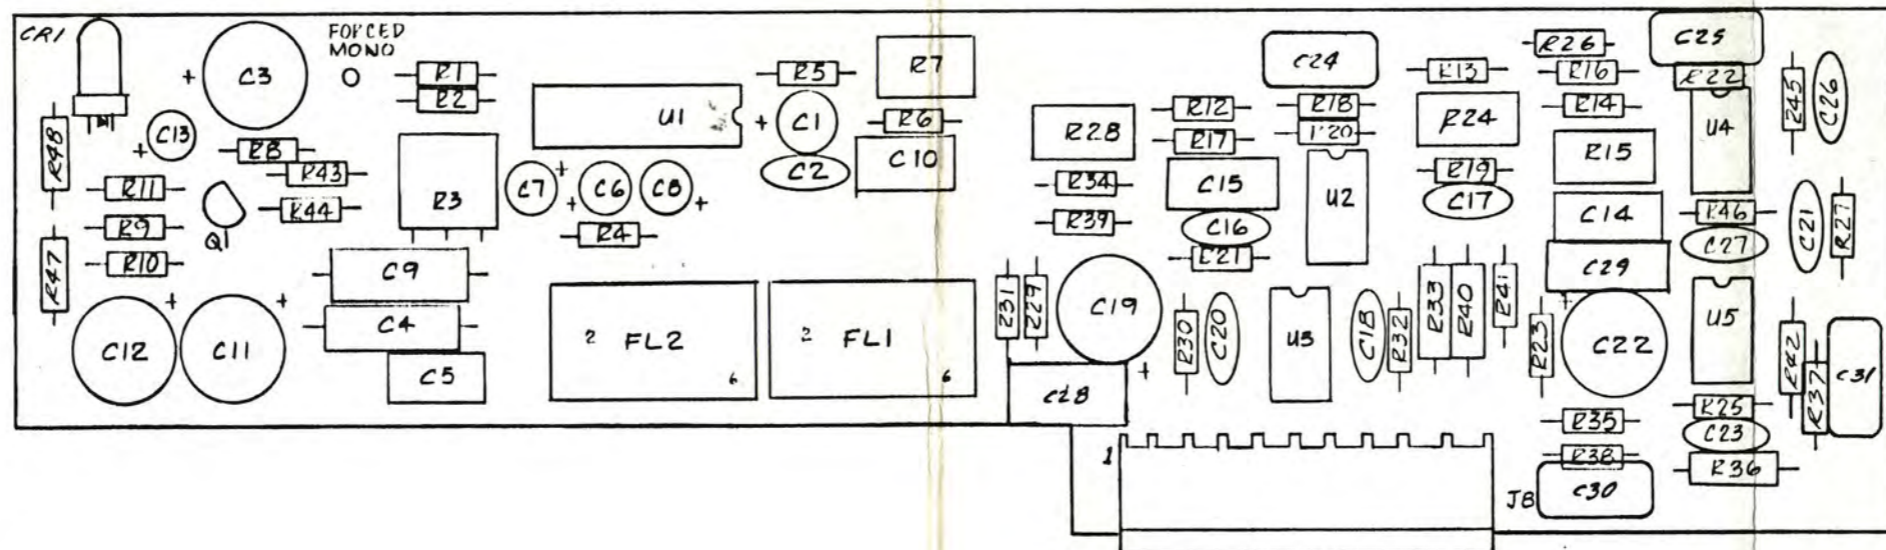 CR1
FORCED
MONO
C3
R1
R2
R5
R7
C24
R26
C25
R16
R22
R13
R45
C26
R48
C13
U1
C1
R6
R28
R12
R18
R24
R14
U4
R17
R20
R8
R43
R11
R44
R3
C7
C6
C8
C2
C10
R34
C15
U2
R19
R15
C17
Q1
R9
R4
R39
C16
C14
R46
C21
R27
R10
R21
C27
R47
C9
C29
R31
R29
C19
R33
R40
R41
C4
C12
C11
2
FL2
6
2
FL1
6
R30
C20
U3
C18
R32
R23
C22
U5
R42
R37
C31
C5
C28
R35
R25
C23
1
R38
R36
J8
C30
+
+
+
+
+
+
+
+
+
+